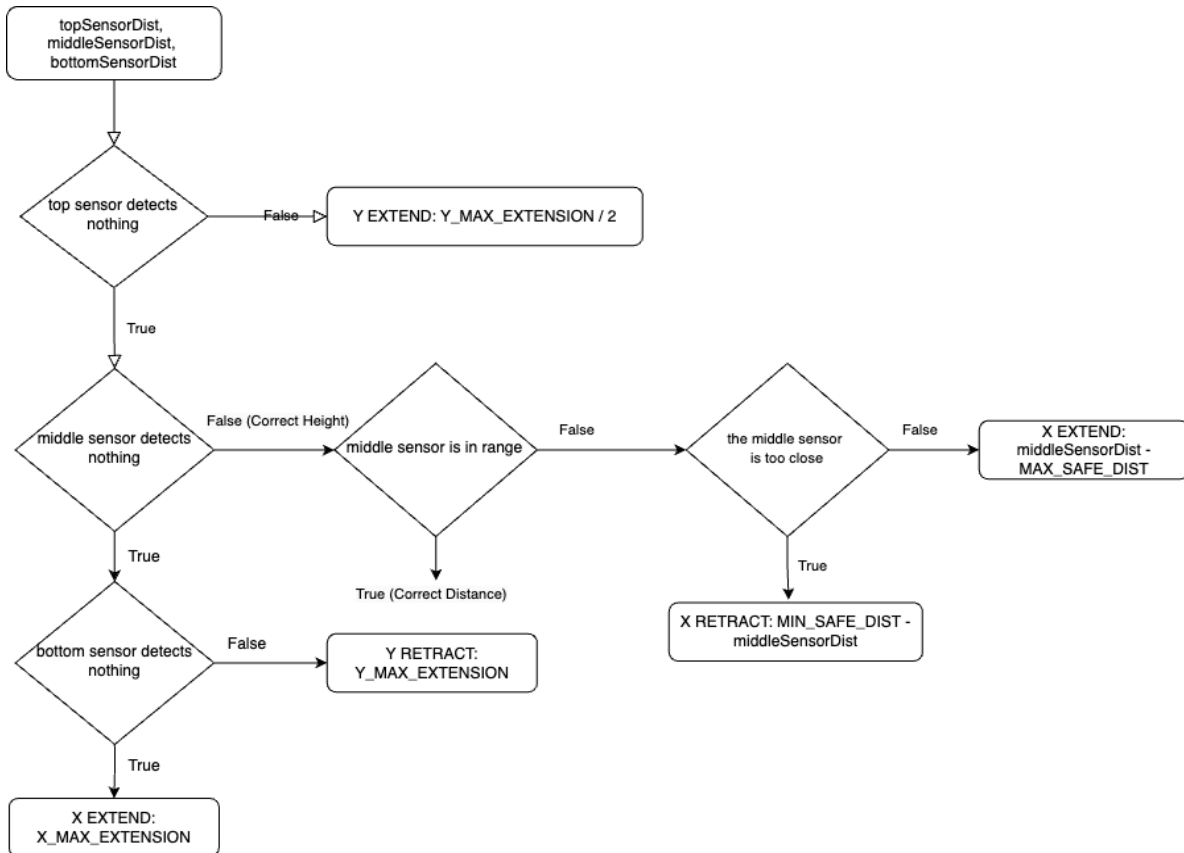 topSensorDist,
middleSensorDist,
bottomSensorDist
top sensor detects
nothing
False
Y EXTEND: Y_MAX_EXTENSION / 2
True
middle sensor detects
nothing
False (Correct Height)
middle sensor is in range
False
the middle sensor
is too close
False
X EXTEND:
middleSensorDist -
MAX_SAFE_DIST
True
True (Correct Distance)
True
X RETRACT: MIN_SAFE_DIST -
middleSensorDist
bottom sensor detects
nothing
False
Y RETRACT:
Y_MAX_EXTENSION
True
X EXTEND:
X_MAX_EXTENSION